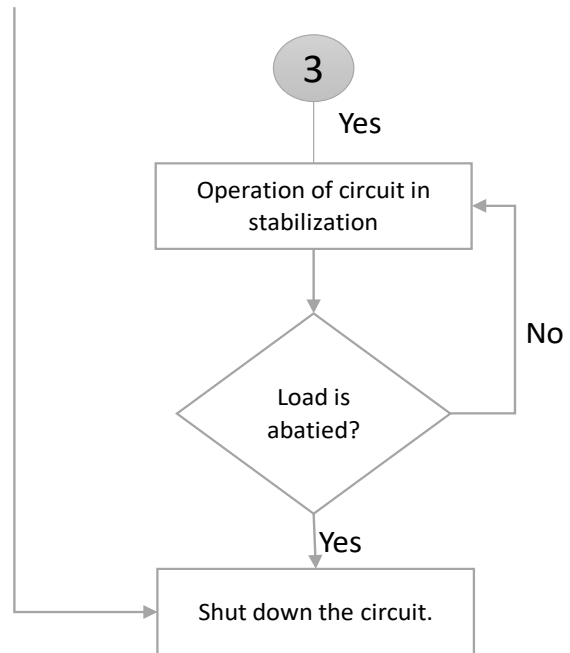 3
Yes
Operation of circuit in
stabilization
No
Load is
abatied?
Yes
Shut down the circuit.